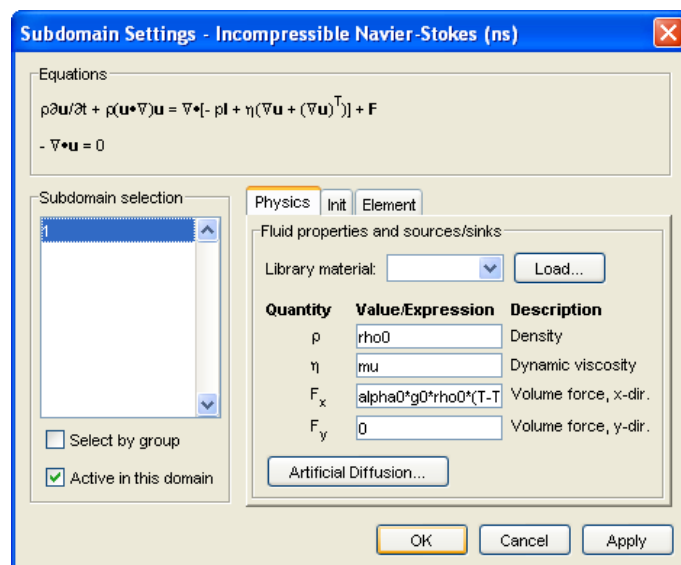 Subdomain Settings - Incompressible Navier-Stokes (ns)
Equations
ρ∂u/∂t + ρ(u•∇)u = ∇•[- pI + η(∇u + (∇u)ᵀ)] + F
- ∇•u = 0
Subdomain selection
1
Select by group
Active in this domain
Physics Init Element
Fluid properties and sources/sinks
Library material: Load...
Quantity Value/Expression Description
ρ rho0 Density
η mu Dynamic viscosity
Fₓ alpha0*g0*rho0*(T-T Volume force, x-dir.
Fᵧ 0 Volume force, y-dir.
Artificial Diffusion...
OK Cancel Apply